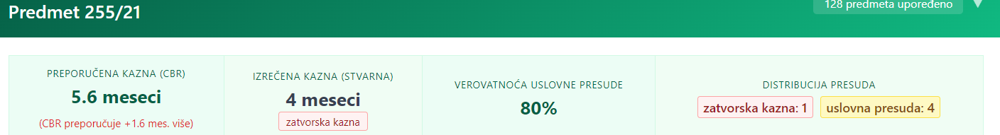 Predmet 255/21
128 predmeta upoređeno
PREPORUČENA KAZNA (CBR)
5.6 meseci
(CBR preporučuje +1.6 mes. više)
IZREČENA KAZNA (STVARNA)
4 meseci
zatvorska kazna
VEROVATNOĆA USLOVNE PRESUDE
80%
DISTRIBUCIJA PRESUDA
zatvorska kazna: 1
uslovna presuda: 4